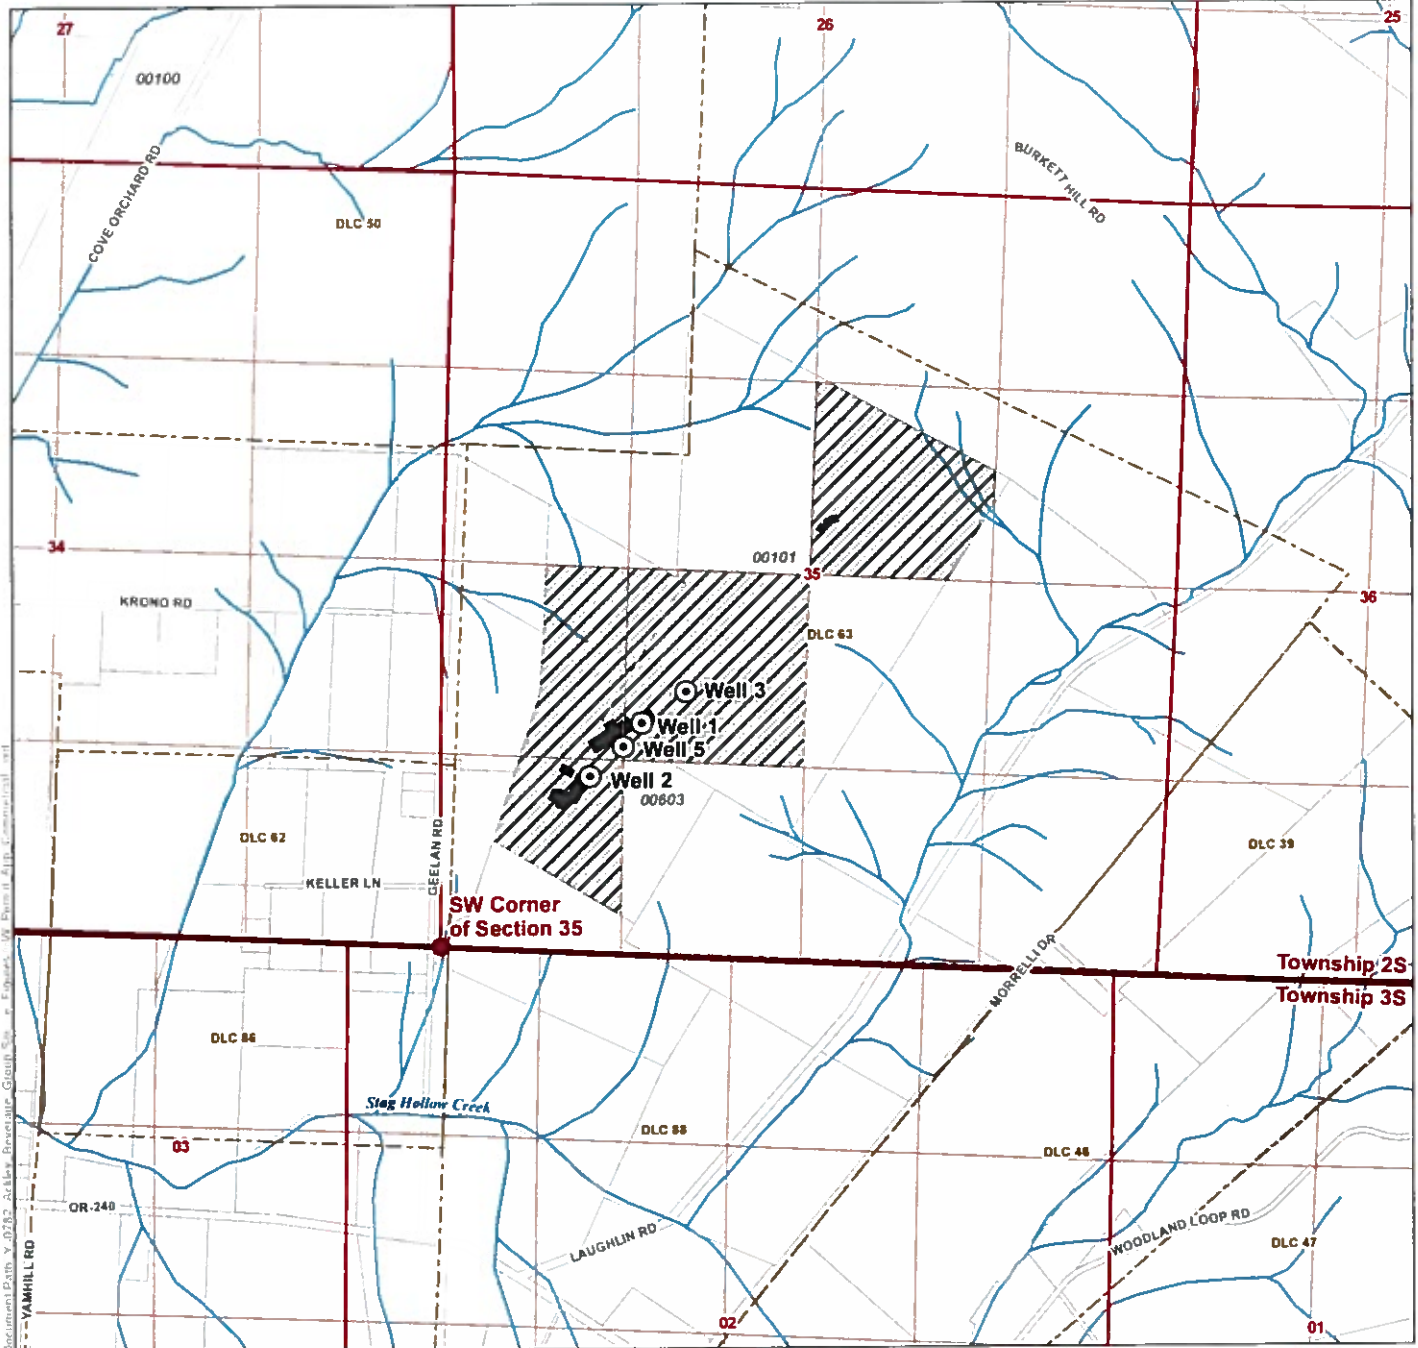 27
26
25
00100
COVE ORCHARD RD
BURKETT HILL RD
DLC 50
34
00101
35
36
KRONO RD
DLC 63
Well 3
Well 1
Well 5
Well 2
00603
DLC 62
DLC 39
KELLER LN
GEELAN RD
SW Corner
of Section 35
MORRELLI DR
Township 2S
Township 3S
DLC 86
Stag Hollow Creek
DLC 88
03
DLC 46
OR-240
LAUGHLIN RD
WOODLAND LOOP RD
DLC 47
YAMHILL RD
02
01